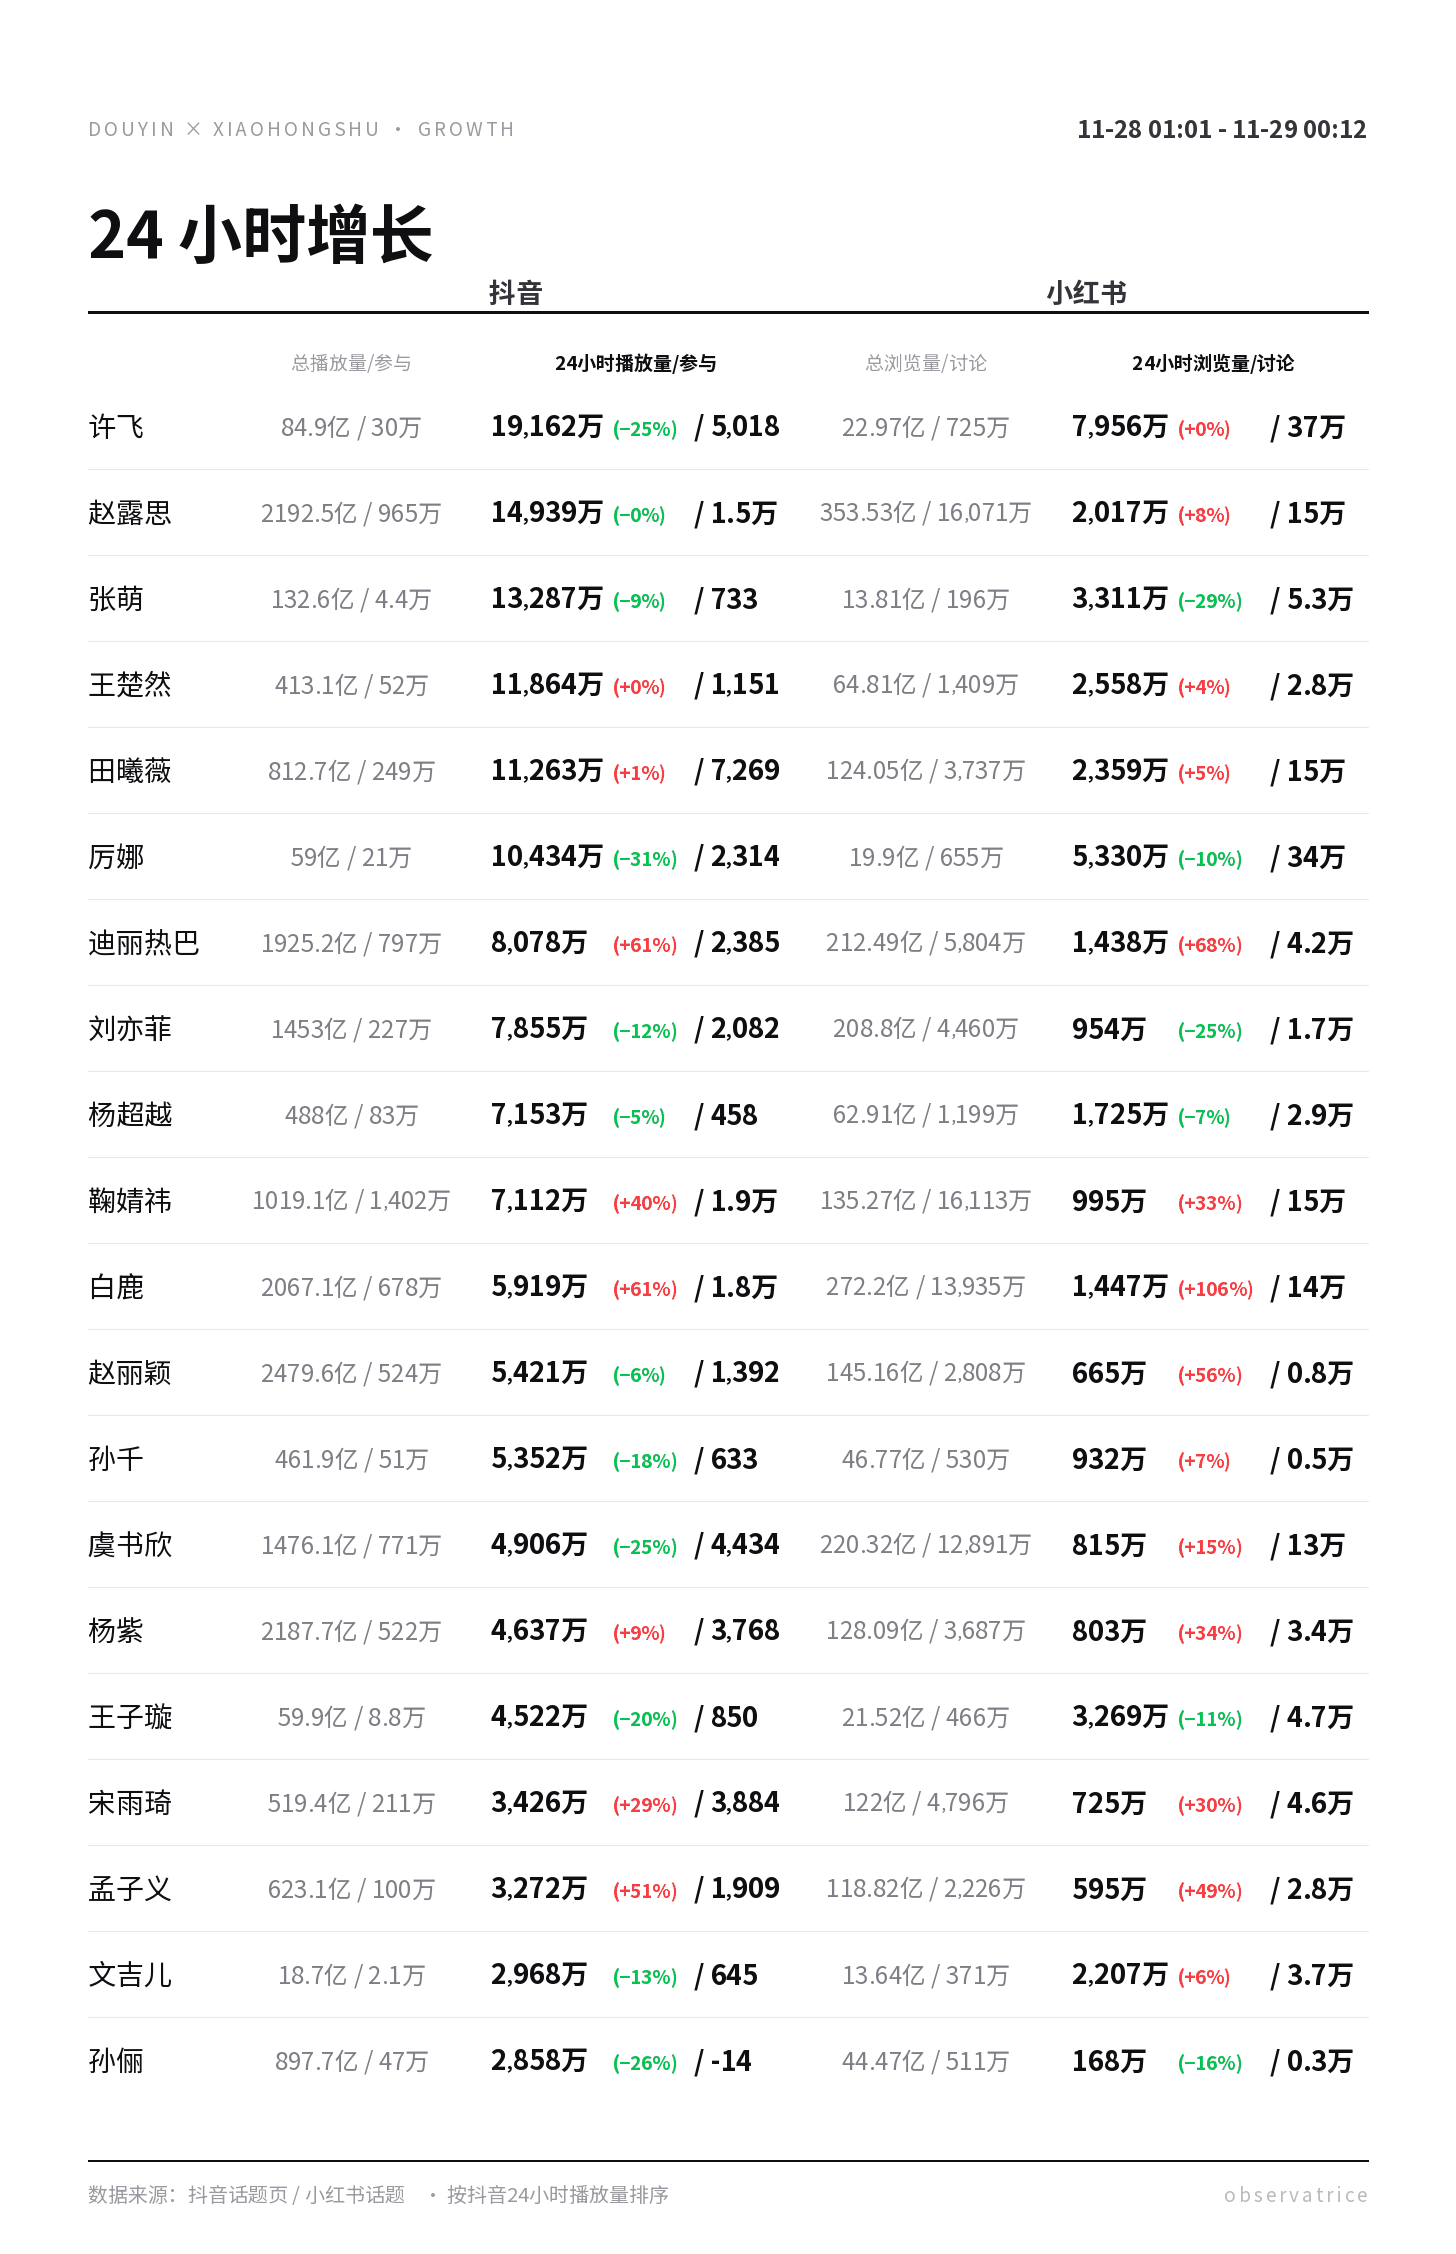 DOUYIN × XIAOHONGSHU · GROWTH 11-28 01:01 - 11-29 00:12
24 小时增长
抖音 小红书
总播放量/参与 24小时播放量/参与 总浏览量/讨论 24小时浏览量/讨论
许飞 84.9亿 / 30万 19,162万 (−25%) / 5,018 22.97亿 / 725万 7,956万 (+0%) / 37万
赵露思 2192.5亿 / 965万 14,939万 (−0%) / 1.5万 353.53亿 / 16,071万 2,017万 (+8%) / 15万
张萌 132.6亿 / 4.4万 13,287万 (−9%) / 733 13.81亿 / 196万 3,311万 (−29%) / 5.3万
王楚然 413.1亿 / 52万 11,864万 (+0%) / 1,151 64.81亿 / 1,409万 2,558万 (+4%) / 2.8万
田曦薇 812.7亿 / 249万 11,263万 (+1%) / 7,269 124.05亿 / 3,737万 2,359万 (+5%) / 15万
厉娜 59亿 / 21万 10,434万 (−31%) / 2,314 19.9亿 / 655万 5,330万 (−10%) / 34万
迪丽热巴 1925.2亿 / 797万 8,078万 (+61%) / 2,385 212.49亿 / 5,804万 1,438万 (+68%) / 4.2万
刘亦菲 1453亿 / 227万 7,855万 (−12%) / 2,082 208.8亿 / 4,460万 954万 (−25%) / 1.7万
杨超越 488亿 / 83万 7,153万 (−5%) / 458 62.91亿 / 1,199万 1,725万 (−7%) / 2.9万
鞠婧祎 1019.1亿 / 1,402万 7,112万 (+40%) / 1.9万 135.27亿 / 16,113万 995万 (+33%) / 15万
白鹿 2067.1亿 / 678万 5,919万 (+61%) / 1.8万 272.2亿 / 13,935万 1,447万 (+106%) / 14万
赵丽颖 2479.6亿 / 524万 5,421万 (−6%) / 1,392 145.16亿 / 2,808万 665万 (+56%) / 0.8万
孙千 461.9亿 / 51万 5,352万 (−18%) / 633 46.77亿 / 530万 932万 (+7%) / 0.5万
虞书欣 1476.1亿 / 771万 4,906万 (−25%) / 4,434 220.32亿 / 12,891万 815万 (+15%) / 13万
杨紫 2187.7亿 / 522万 4,637万 (+9%) / 3,768 128.09亿 / 3,687万 803万 (+34%) / 3.4万
王子璇 59.9亿 / 8.8万 4,522万 (−20%) / 850 21.52亿 / 466万 3,269万 (−11%) / 4.7万
宋雨琦 519.4亿 / 211万 3,426万 (+29%) / 3,884 122亿 / 4,796万 725万 (+30%) / 4.6万
孟子义 623.1亿 / 100万 3,272万 (+51%) / 1,909 118.82亿 / 2,226万 595万 (+49%) / 2.8万
文吉儿 18.7亿 / 2.1万 2,968万 (−13%) / 645 13.64亿 / 371万 2,207万 (+6%) / 3.7万
孙俪 897.7亿 / 47万 2,858万 (−26%) / -14 44.47亿 / 511万 168万 (−16%) / 0.3万
数据来源：抖音话题页 / 小红书话题 · 按抖音24小时播放量排序 observatrice